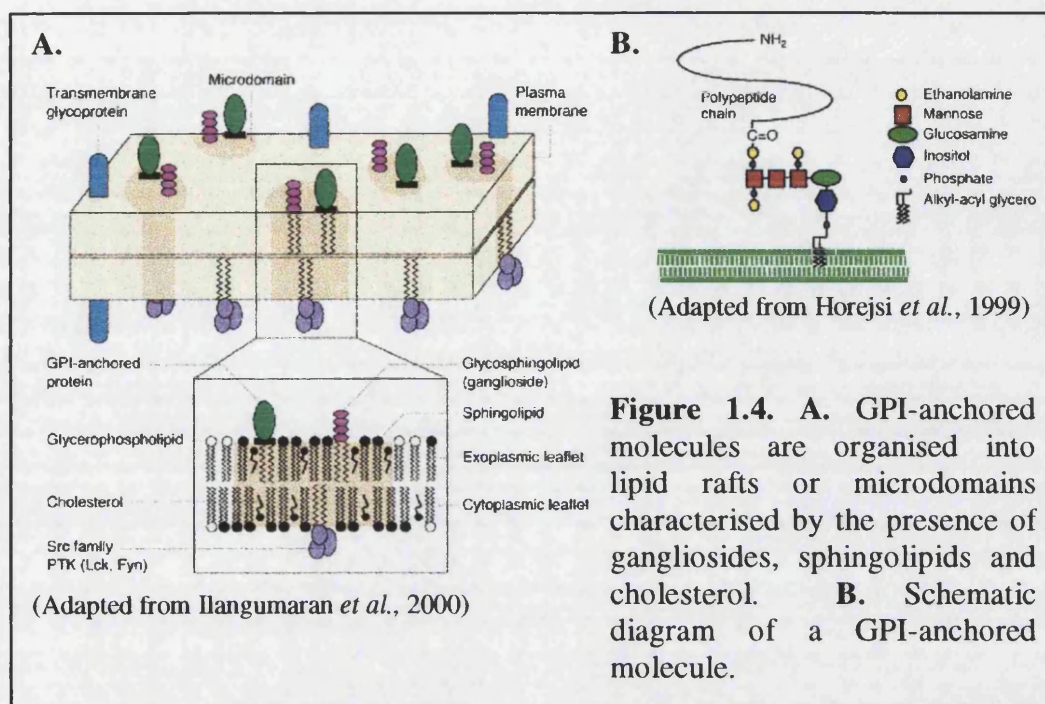 A.
Microdomain
Transmembrane
glycoprotein
Plasma
membrane
GPI-anchored
protein
Glycerophospholipid
Cholesterol
Src family
PTK (Lck, Fyn)
Glycosphingolipid
(ganglioside)
Sphingolipid
Exoplasmic leaflet
Cytoplasmic leaflet
(Adapted from Ilangumaran et al., 2000)
B.
NH2
Polypeptide
chain
C=O
Ethanolamine
Mannose
Glucosamine
Inositol
Phosphate
Alkyl-acyl glycero
(Adapted from Horejsi et al., 1999)
Figure 1.4. A. GPI-anchored
molecules are organised into
lipid rafts or microdomains
characterised by the presence of
gangliosides, sphingolipids and
cholesterol. B. Schematic
diagram of a GPI-anchored
molecule.